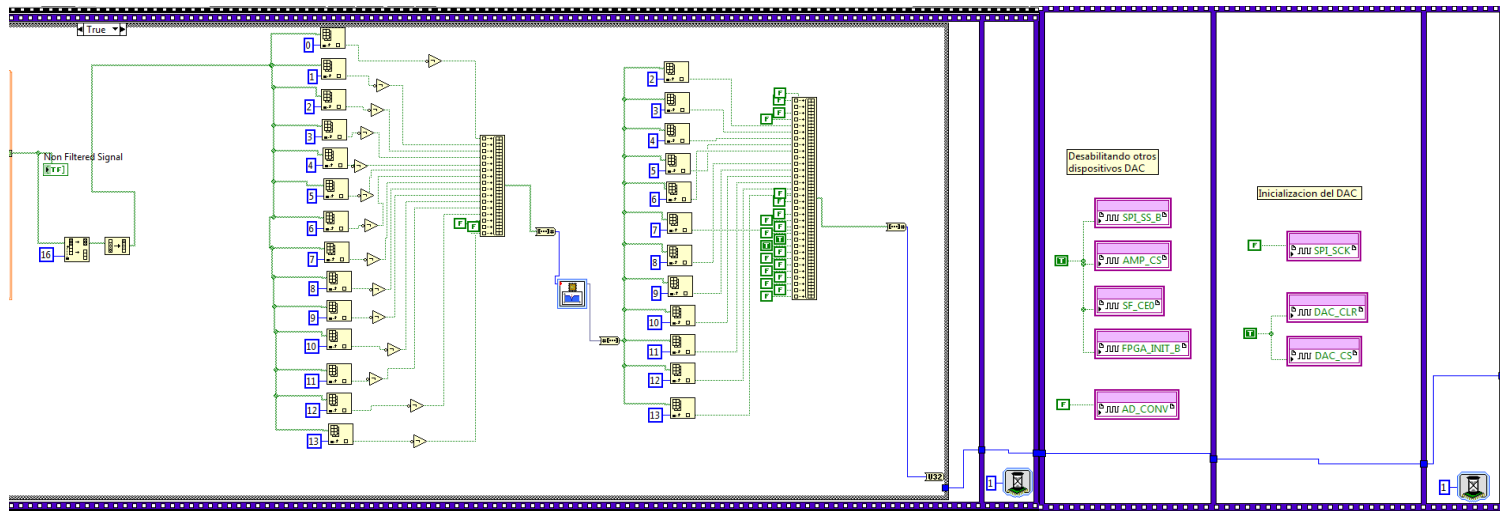 True
Non Filtered Signal
TF
16
0
1
2
3
4
5
6
7
8
9
10
11
12
13
F
F
2
3
4
5
6
7
8
9
10
11
12
13
F
F
F
F
F
F
F
F
T
T
F
F
F
F
F
F
F
F
U32
1
Desabilitando otros
dispositivos DAC
SPI_SS_B
T
AMP_CS
SF_CE0
FPGA_INIT_B
F
AD_CONV
Inicializacion del DAC
F
SPI_SCK
DAC_CLR
T
DAC_CS
1